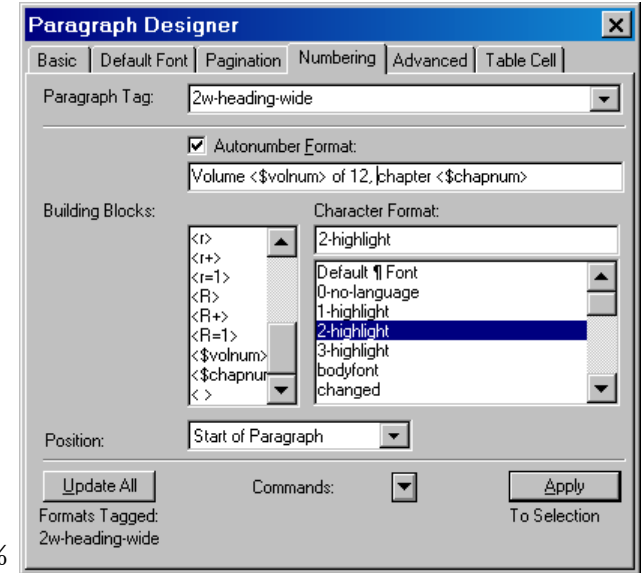 Paragraph Designer
Basic Default Font Pagination Numbering Advanced Table Cell
Paragraph Tag: 2w-heading-wide
Autonumber Format:
Volume <$volnum> of 12, chapter <$chapnum>
Building Blocks: Character Format:
<r> 2-highlight
<r+>
<r=1> Default ¶ Font
<R> 0-no-language
<R+> 1-highlight
<R=1> 2-highlight
<$volnum> 3-highlight
<$chapnum bodyfont
< > changed
Position: Start of Paragraph
Update All Commands: Apply
Formats Tagged: To Selection
2w-heading-wide
%